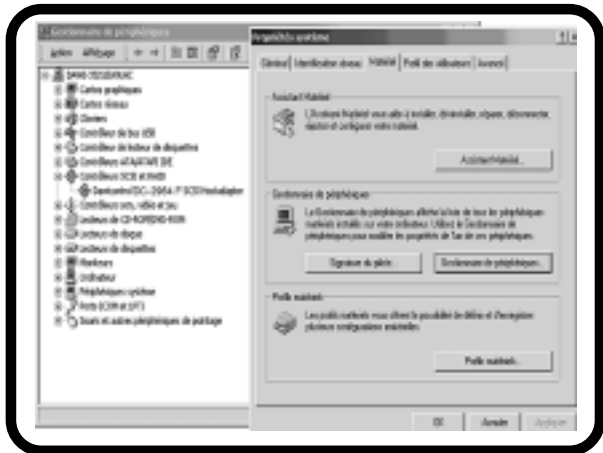 Gestionnaire de périphériques
Action Affichage
Cartes graphiques
Cartes réseau
Claviers
Contrôleur de bus USB
Contrôleur de lecteur de disquettes
Contrôleurs ATA/ATAPI IDE
Contrôleurs SCSI et RAID
Contrôleurs son, vidéo et jeu
Lecteurs de CD-ROM/DVD-ROM
Lecteurs de disque
Lecteurs de disquettes
Moniteurs
Ordinateur
Périphériques système
Ports (COM et LPT)
Souris et autres périphériques de pointage
Propriétés système
Général Identification réseau Matériel Profil des utilisateurs Avancé
Assistant Matériel
L'Assistant Matériel vous aide à installer, désinstaller, réparer, déconnecter,
éjecter et configurer votre matériel.
Assistant Matériel...
Gestionnaire de périphériques
Le Gestionnaire de périphériques affiche la liste de tous les périphériques
matériels installés sur votre ordinateur. Utilisez le Gestionnaire de
périphériques pour modifier les propriétés de l'un de ces périphériques.
Signature du pilote... Gestionnaire de périphériques...
Profils matériels
Les profils matériels vous offrent la possibilité de définir et d'enregistrer
plusieurs configurations matérielles.
Profils matériels...
OK Annuler Appliquer